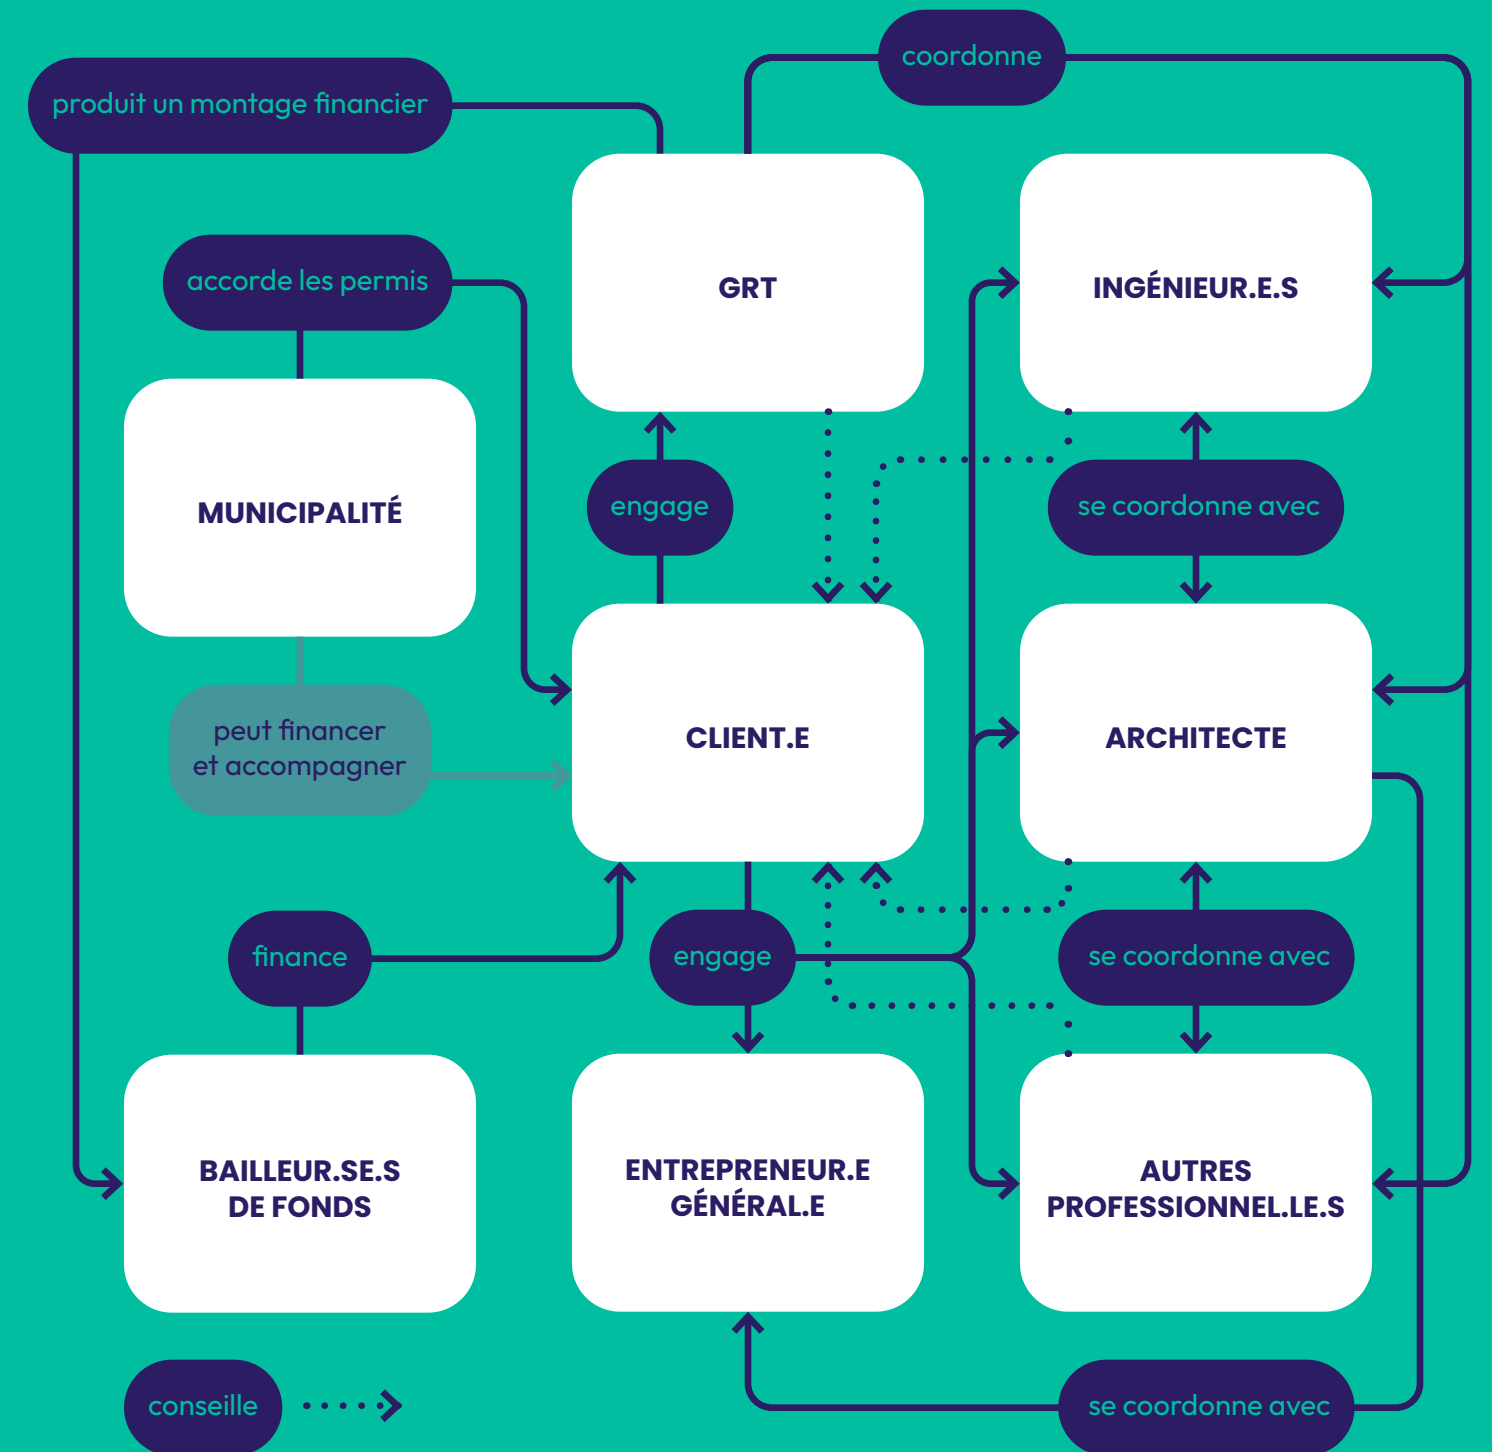 coordonne
produit un montage financier
accorde les permis
GRT
INGÉNIEUR.E.S
MUNICIPALITÉ
engage
se coordonne avec
peut financer
et accompagner
CLIENT.E
ARCHITECTE
finance
engage
se coordonne avec
BAILLEUR.SE.S
DE FONDS
ENTREPRENEUR.E
GÉNÉRAL.E
AUTRES
PROFESSIONNEL.LE.S
conseille
se coordonne avec